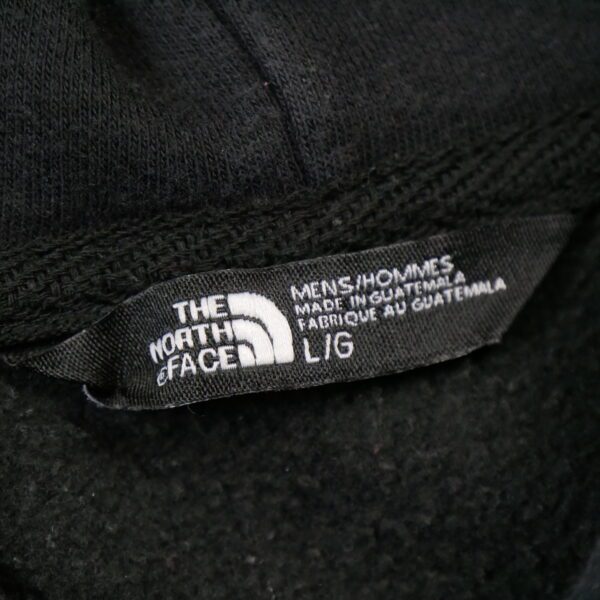 THE
NORTH
®FACE
MENS/HOMMES
MADE IN GUATEMALA
FABRIQUE AU GUATEMALA
L/G